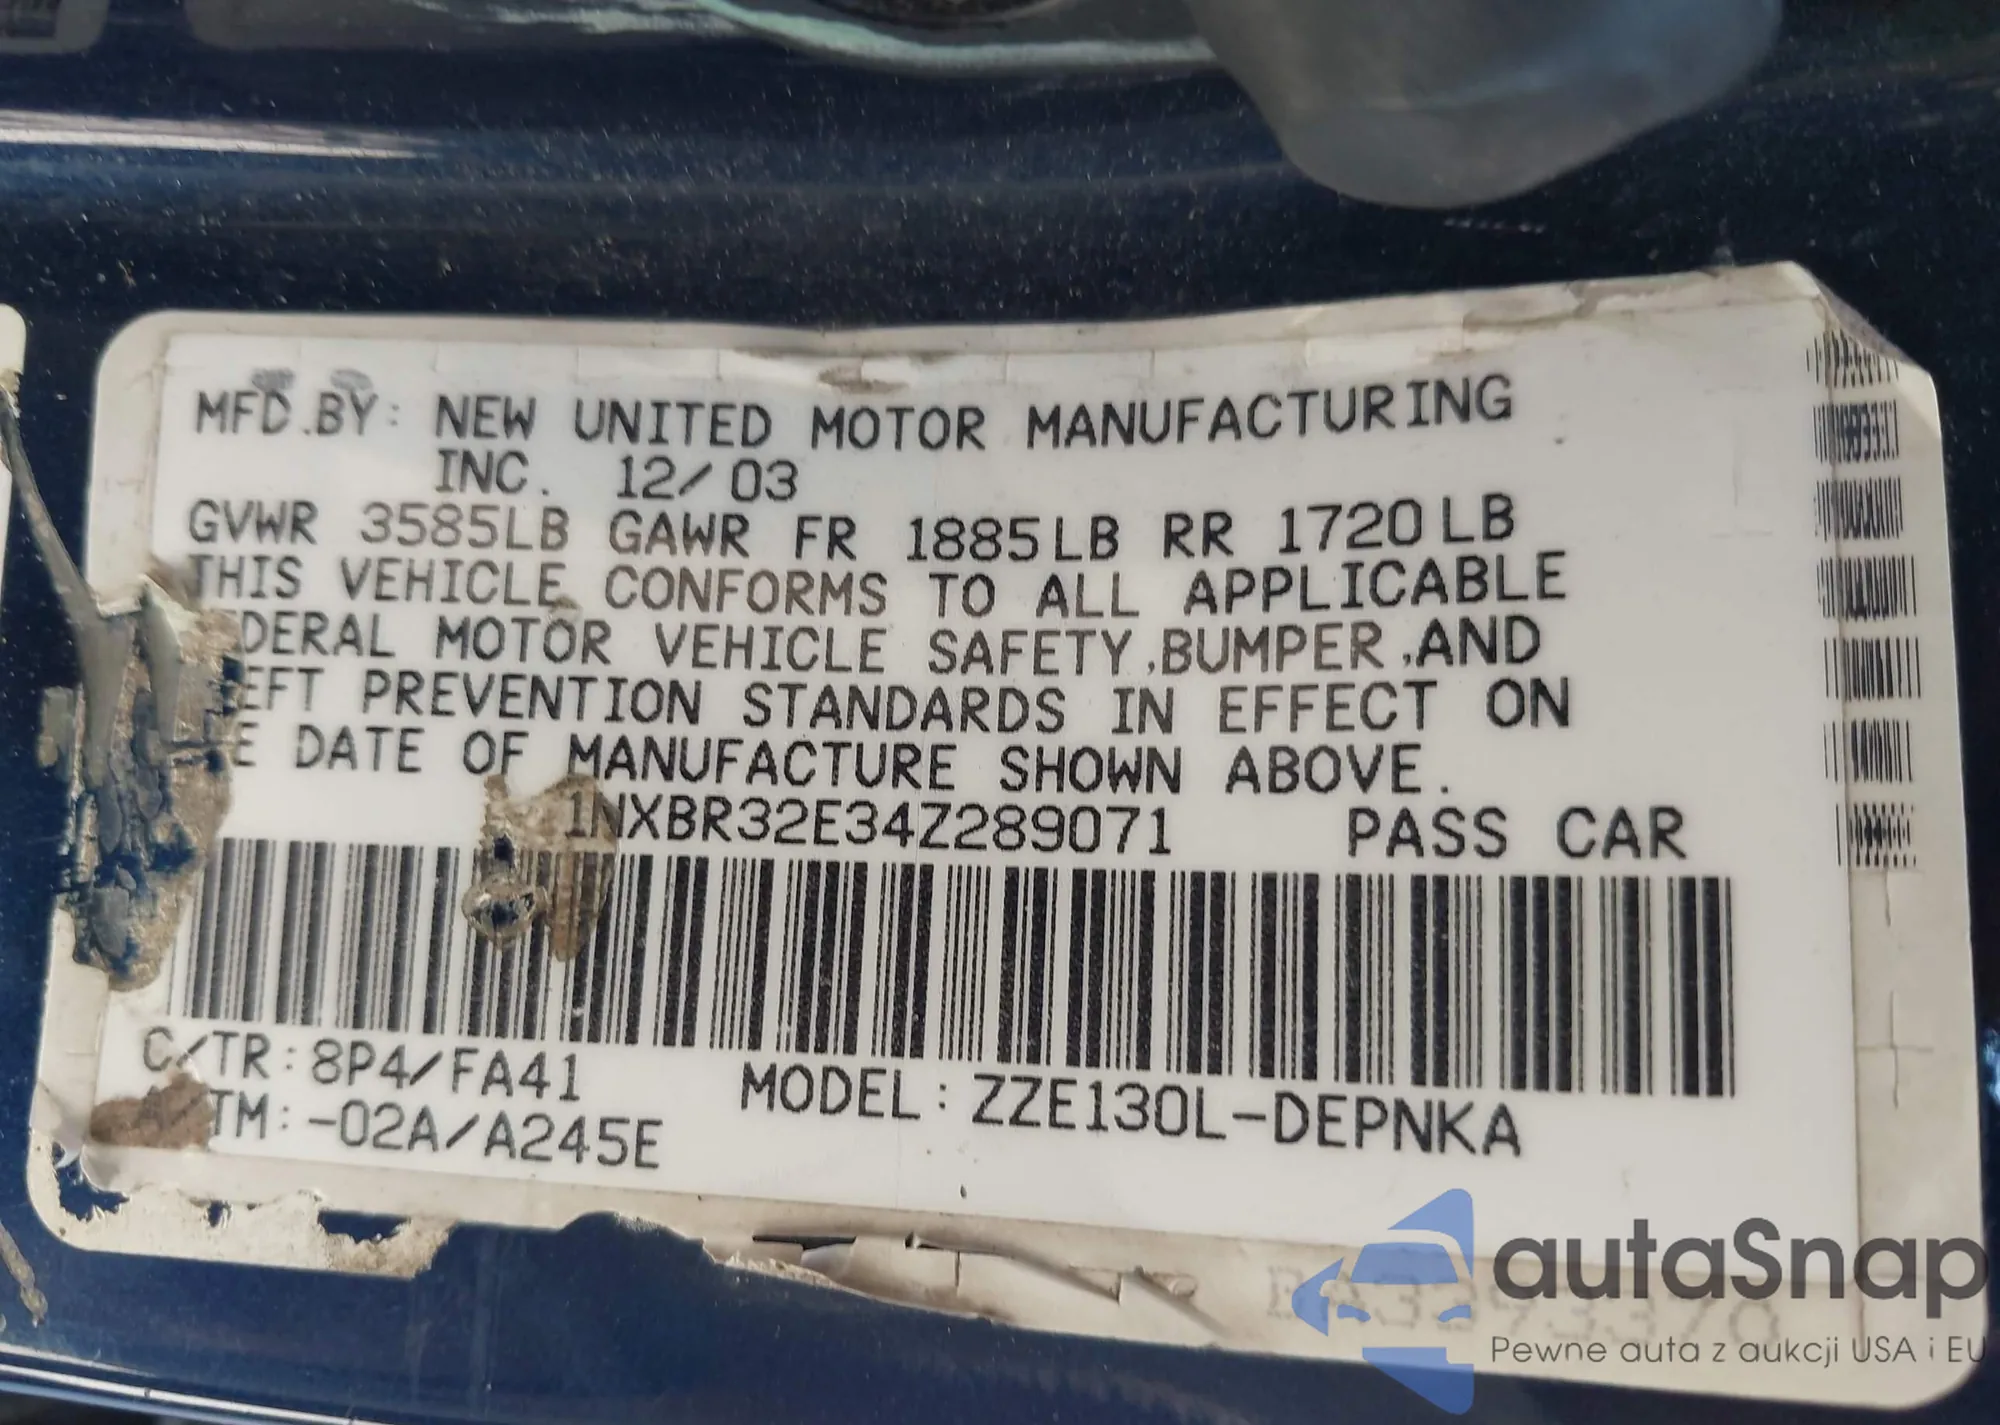 MFD.BY: NEW UNITED MOTOR MANUFACTURING
INC. 12/03
GVWR 3585LB GAWR FR 1885LB RR 1720LB
THIS VEHICLE CONFORMS TO ALL APPLICABLE
DERAL MOTOR VEHICLE SAFETY,BUMPER,AND
EFT PREVENTION STANDARDS IN EFFECT ON
E DATE OF MANUFACTURE SHOWN ABOVE.
1NXBR32E34Z289071 PASS CAR
C/TR:8P4/FA41
MODEL:ZZE130L-DEPNKA
TM:-02A/A245E
autaSnap
Pewne auta z aukcji USA i EU